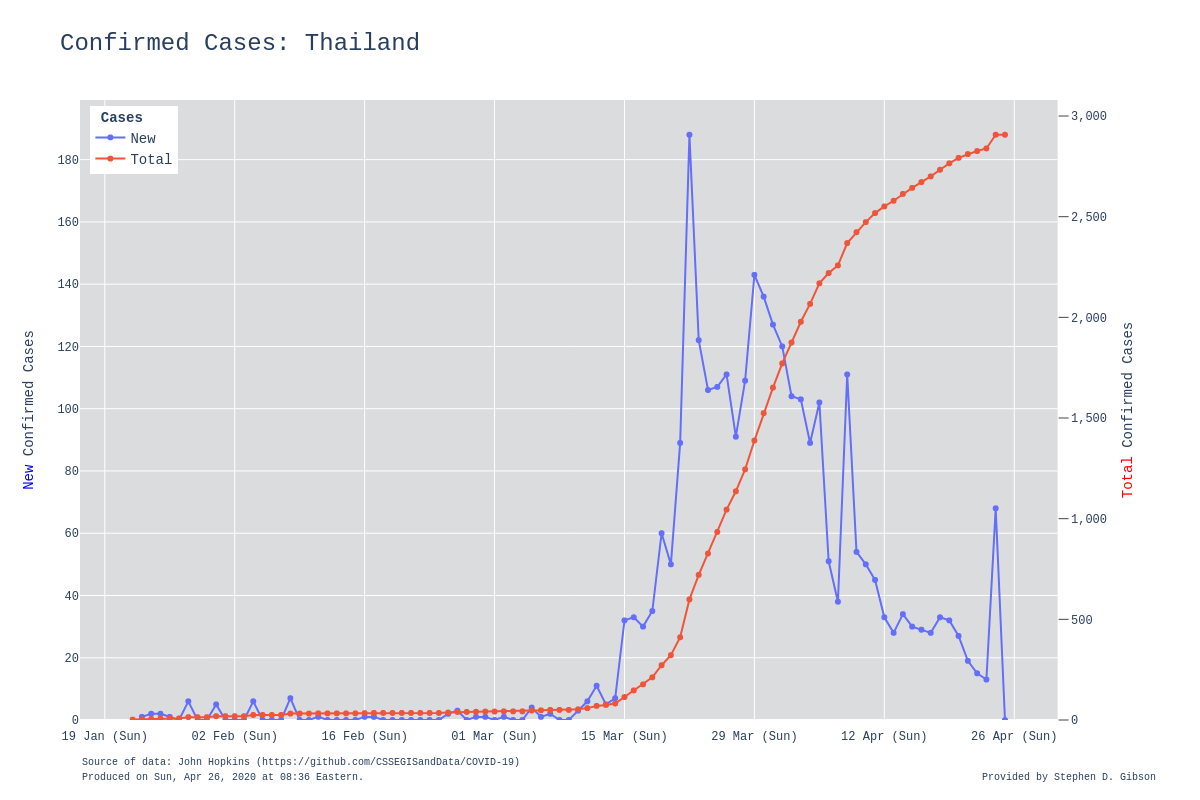 Confirmed Cases: Thailand
Cases
New
Total
New Confirmed Cases
0
20
40
60
80
100
120
140
160
180
0
500
1,000
1,500
2,000
2,500
3,000
Total Confirmed Cases
19 Jan (Sun)
02 Feb (Sun)
16 Feb (Sun)
01 Mar (Sun)
15 Mar (Sun)
29 Mar (Sun)
12 Apr (Sun)
26 Apr (Sun)
Source of data: John Hopkins (https://github.com/CSSEGISandData/COVID-19)
Produced on Sun, Apr 26, 2020 at 08:36 Eastern.
Provided by Stephen D. Gibson